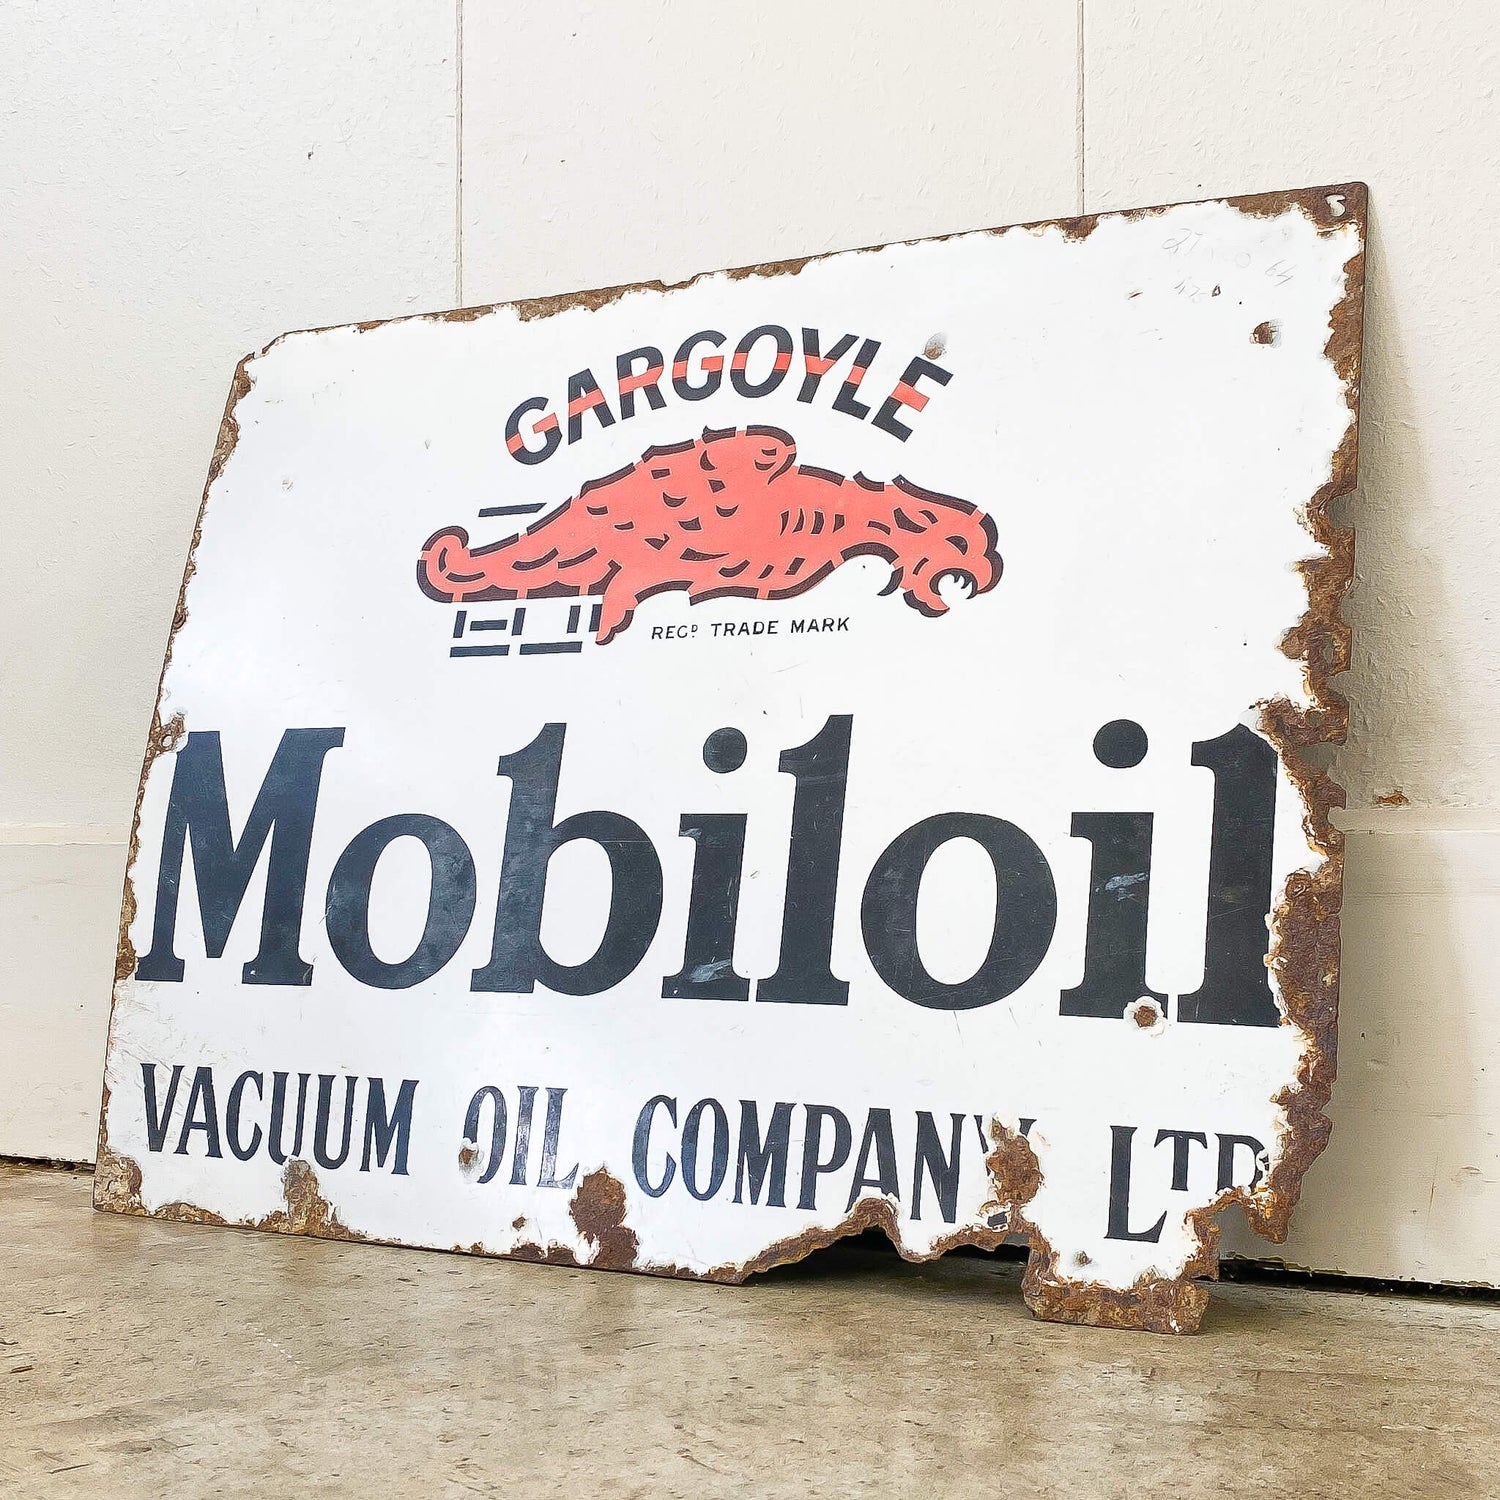 GARGOYLE
REGD TRADE MARK
Mobiloil
VACUUM OIL COMPANY LTD